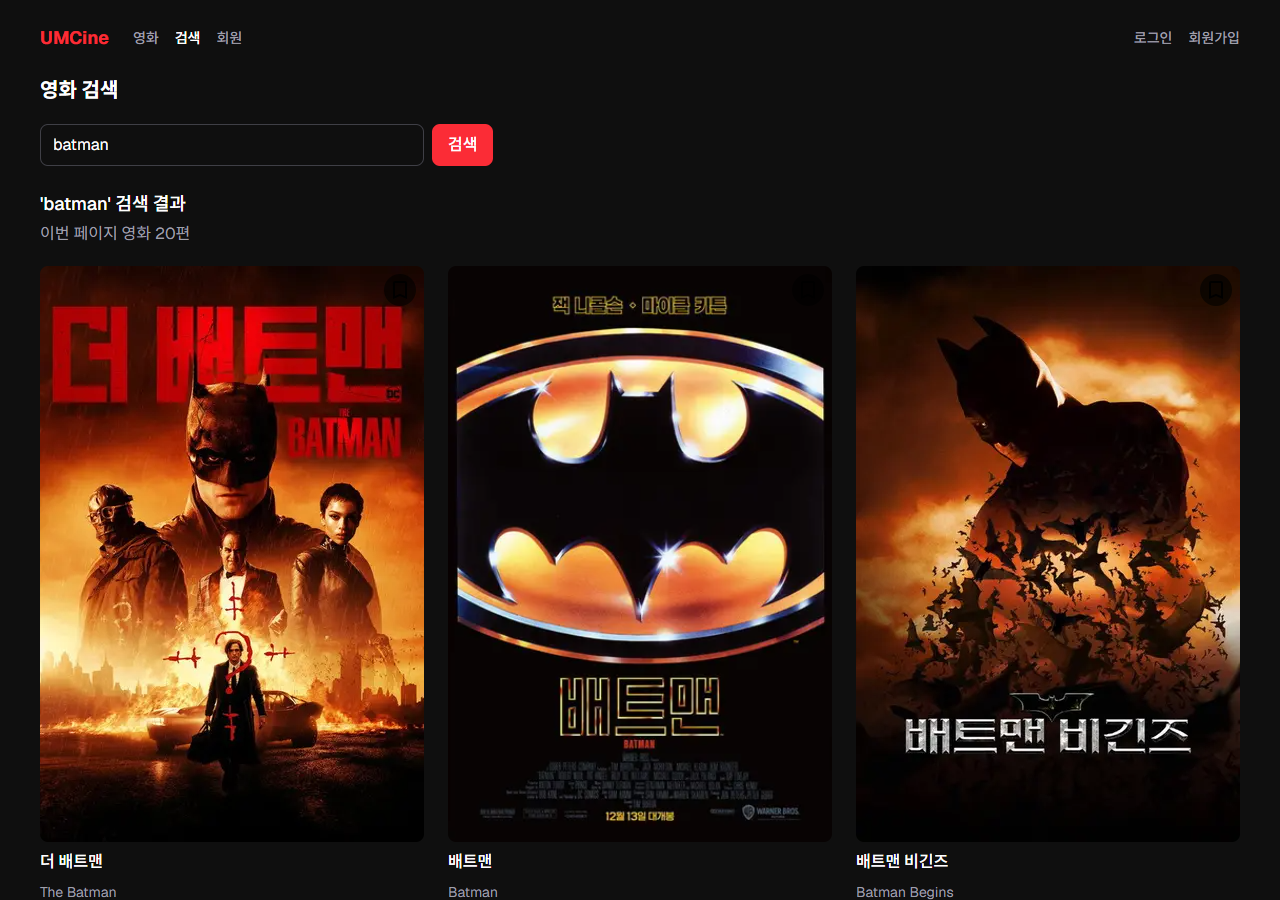 UMCine 영화 검색 회원 로그인 회원가입
영화 검색
batman 검색
'batman' 검색 결과
이번 페이지 영화 20편
더 배트맨
DC
THE
BATMAN
잭 니콜슨 · 마이클 키튼
배트맨
BATMAN
12월 13일 대개봉
WARNER BROS.
배트맨 비긴즈
더 배트맨 배트맨 배트맨 비긴즈
The Batman Batman Batman Begins